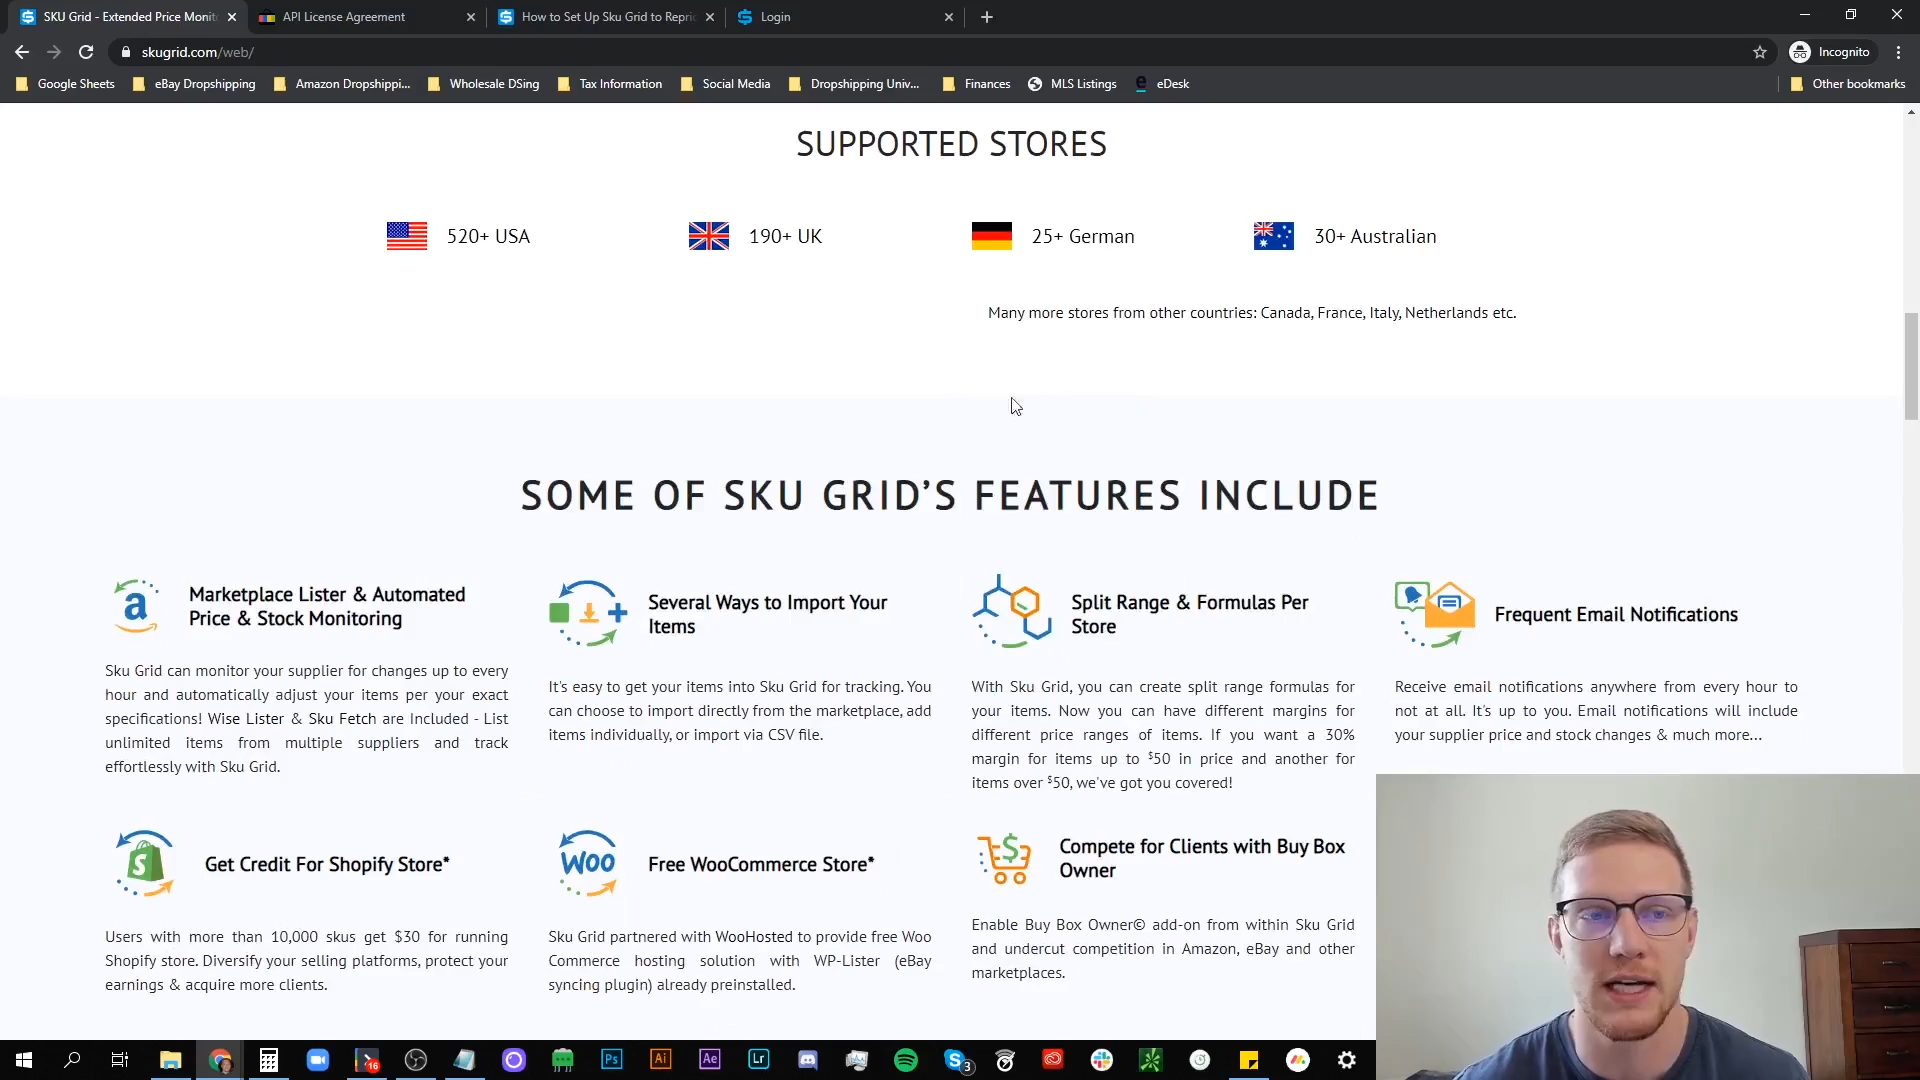 SKU Grid - Extended Price Monit
API License Agreement
How to Set Up Sku Grid to Repric
Login
skugrid.com/web/
Incognito
Google Sheets
eBay Dropshipping
Amazon Dropshippi...
Wholesale DSing
Tax Information
Social Media
Dropshipping Univ...
Finances
MLS Listings
eDesk
Other bookmarks
SUPPORTED STORES
520+ USA
190+ UK
25+ German
30+ Australian
Many more stores from other countries: Canada, France, Italy, Netherlands etc.
SOME OF SKU GRID’S FEATURES INCLUDE
Marketplace Lister & Automated
Price & Stock Monitoring
Sku Grid can monitor your supplier for changes up to every
hour and automatically adjust your items per your exact
specifications! Wise Lister & Sku Fetch are Included - List
unlimited items from multiple suppliers and track
effortlessly with Sku Grid.
Several Ways to Import Your
Items
It's easy to get your items into Sku Grid for tracking. You
can choose to import directly from the marketplace, add
items individually, or import via CSV file.
Split Range & Formulas Per
Store
With Sku Grid, you can create split range formulas for
your items. Now you can have different margins for
different price ranges of items. If you want a 30%
margin for items up to $50 in price and another for
items over $50, we've got you covered!
Frequent Email Notifications
Receive email notifications anywhere from every hour to
not at all. It's up to you. Email notifications will include
your supplier price and stock changes & much more...
Get Credit For Shopify Store*
Users with more than 10,000 skus get $30 for running
Shopify store. Diversify your selling platforms, protect your
earnings & acquire more clients.
WOO
Free WooCommerce Store*
Sku Grid partnered with WooHosted to provide free Woo
Commerce hosting solution with WP-Lister (eBay
syncing plugin) already preinstalled.
Compete for Clients with Buy Box
Owner
Enable Buy Box Owner© add-on from within Sku Grid
and undercut competition in Amazon, eBay and other
marketplaces.
16
Ps
Ai
Ae
Lr
3